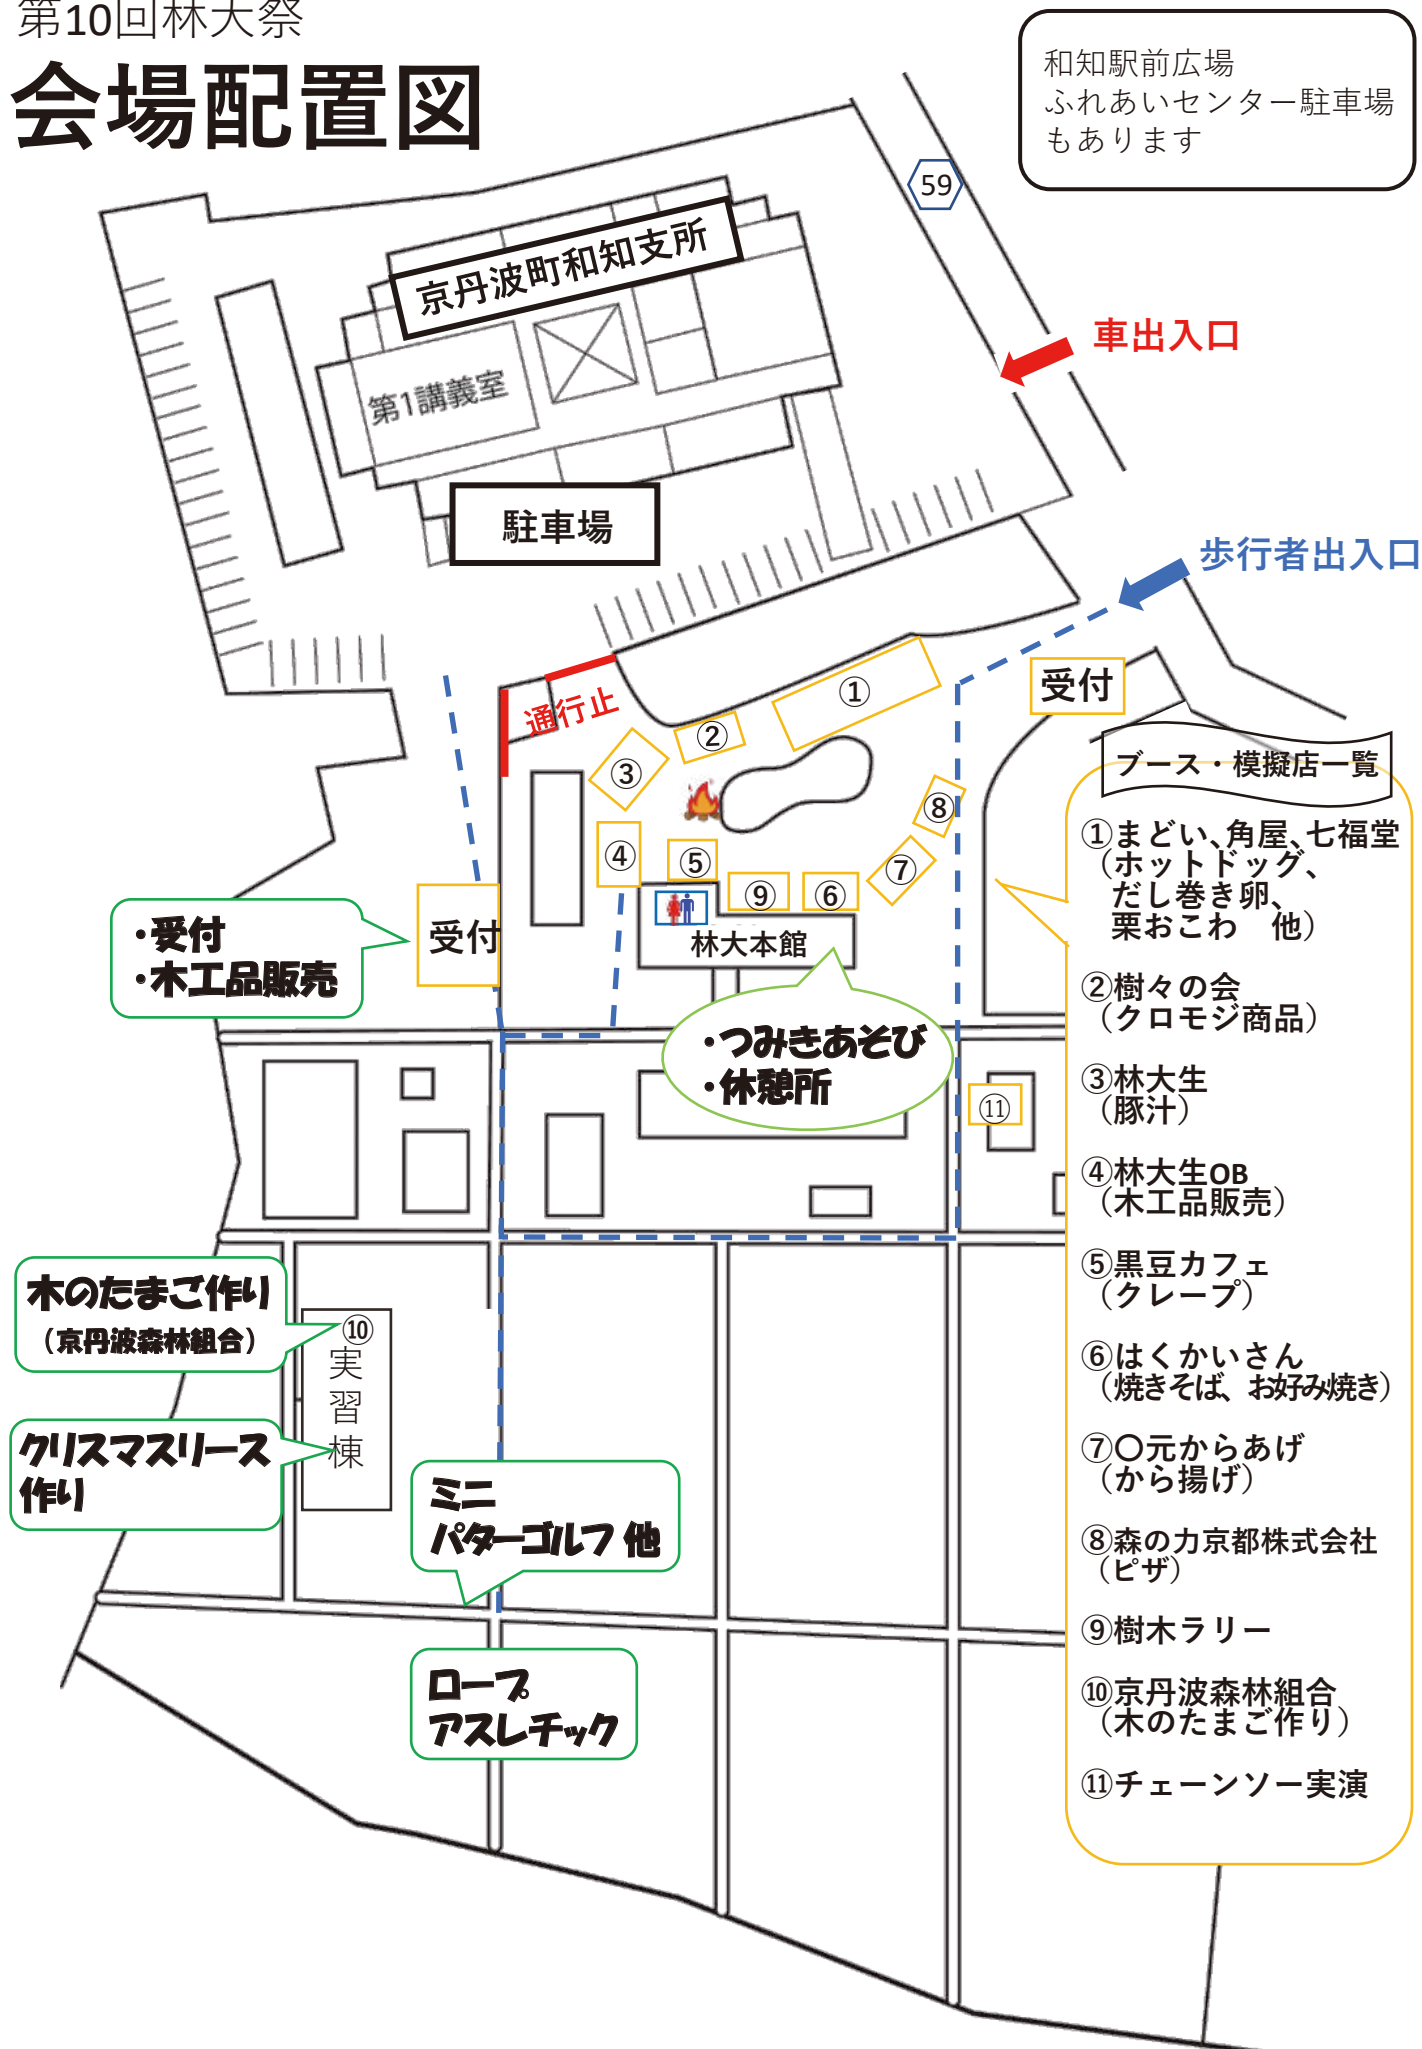 第10回林大祭
会場配置図
和知駅前広場
ふれあいセンター駐車場
もあります
59
京丹波町和知支所
第1講義室
車出入口
駐車場
歩行者出入口
受付
通行止
①
②
③
④
⑤
⑥
⑦
⑧
⑨
林大本館
受付
・受付
・木工品販売
・つみきあそび
・休憩所
⑪
木のたまご作り
（京丹波森林組合）
⑩
実習棟
クリスマスリース
作り
ミニ
パターゴルフ 他
ロープ
アスレチック
ブース・模擬店一覧
①まどい、角屋、七福堂
（ホットドッグ、
だし巻き卵、
栗おこわ　他）
②樹々の会
（クロモジ商品）
③林大生
（豚汁）
④林大生OB
（木工品販売）
⑤黒豆カフェ
（クレープ）
⑥はくかいさん
（焼きそば、お好み焼き）
⑦〇元からあげ
（から揚げ）
⑧森の力京都株式会社
（ピザ）
⑨樹木ラリー
⑩京丹波森林組合
（木のたまご作り）
⑪チェーンソー実演